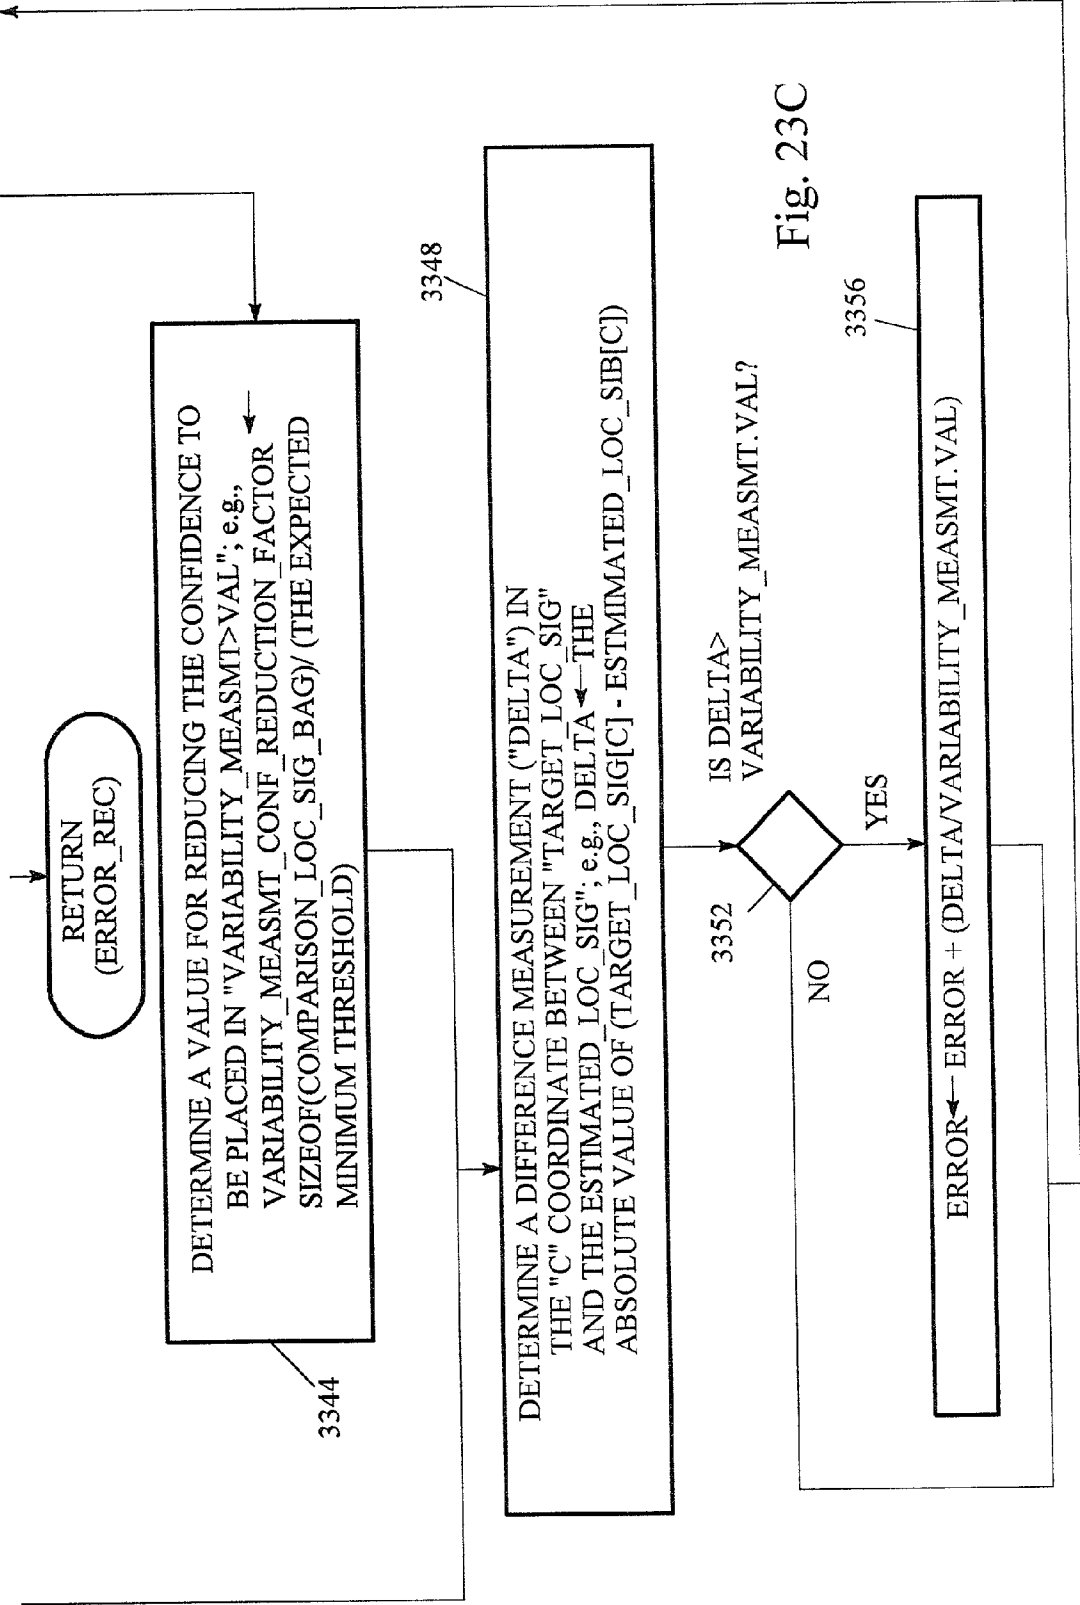 RETURN
(ERROR_REC)
DETERMINE A VALUE FOR REDUCING THE CONFIDENCE TO
BE PLACED IN "VARIABILITY_MEASMT>VAL"; e.g.,
VARIABILITY_MEASMT_CONF_REDUCTION_FACTOR
SIZEOF(COMPARISON_LOC_SIG_BAG)/ (THE EXPECTED
MINIMUM THRESHOLD)
3344
3348
DETERMINE A DIFFERENCE MEASUREMENT ("DELTA") IN
THE "C" COORDINATE BETWEEN "TARGET_LOC_SIG"
AND THE ESTIMATED_LOC_SIG"; e.g., DELTA ← THE
ABSOLUTE VALUE OF (TARGET_LOC_SIG[C] - ESTMIMATED_LOC_SIB[C])
3352
IS DELTA>
VARIABILITY_MEASMT.VAL?
NO
YES
3356
ERROR ← ERROR + (DELTA/VARIABILITY_MEASMT.VAL)
Fig. 23C